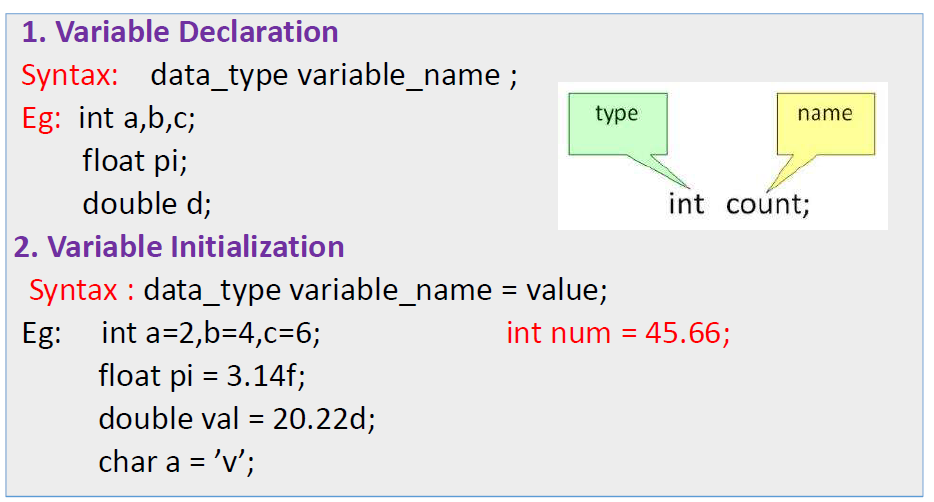 1. Variable Declaration
Syntax: data_type variable_name ;
Eg: int a,b,c;
float pi;
double d;
type
name
int count;
2. Variable Initialization
Syntax : data_type variable_name = value;
Eg: int a=2,b=4,c=6;
int num = 45.66;
float pi = 3.14f;
double val = 20.22d;
char a = ’v’;